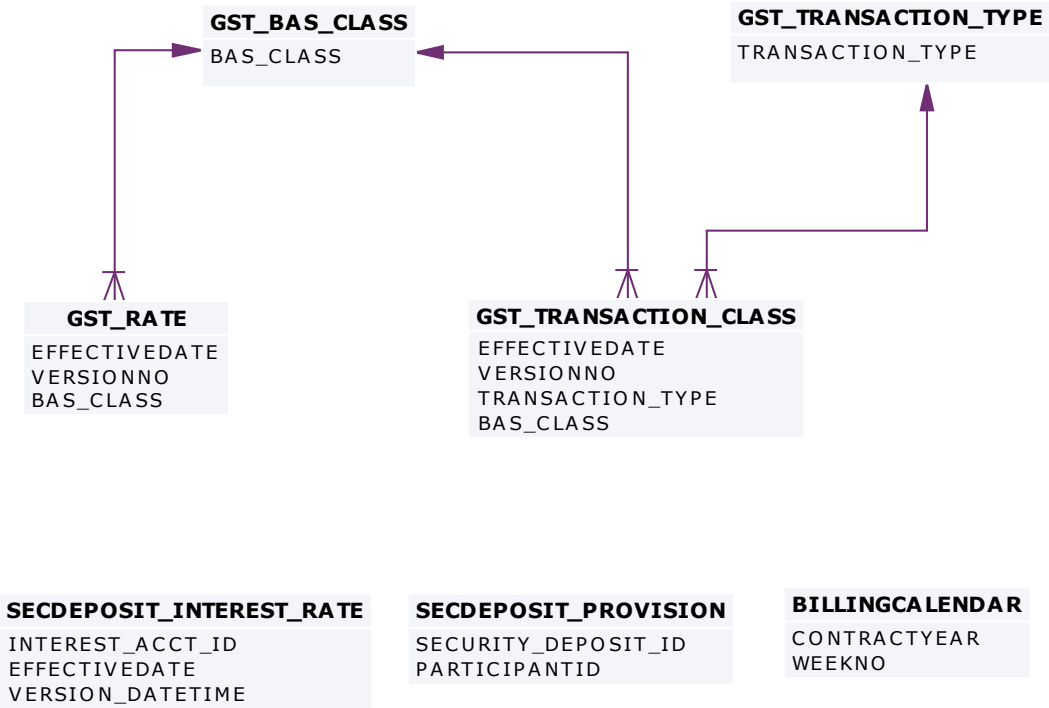 GST_BAS_CLASS
BAS_CLASS
GST_TRANSACTION_TYPE
TRANSACTION_TYPE
GST_RATE
EFFECTIVEDATE
VERSIONNO
BAS_CLASS
GST_TRANSACTION_CLASS
EFFECTIVEDATE
VERSIONNO
TRANSACTION_TYPE
BAS_CLASS
SECDEPOSIT_INTEREST_RATE
INTEREST_ACCT_ID
EFFECTIVEDATE
VERSION_DATETIME
SECDEPOSIT_PROVISION
SECURITY_DEPOSIT_ID
PARTICIPANTID
BILLINGCALENDAR
CONTRACTYEAR
WEEKNO